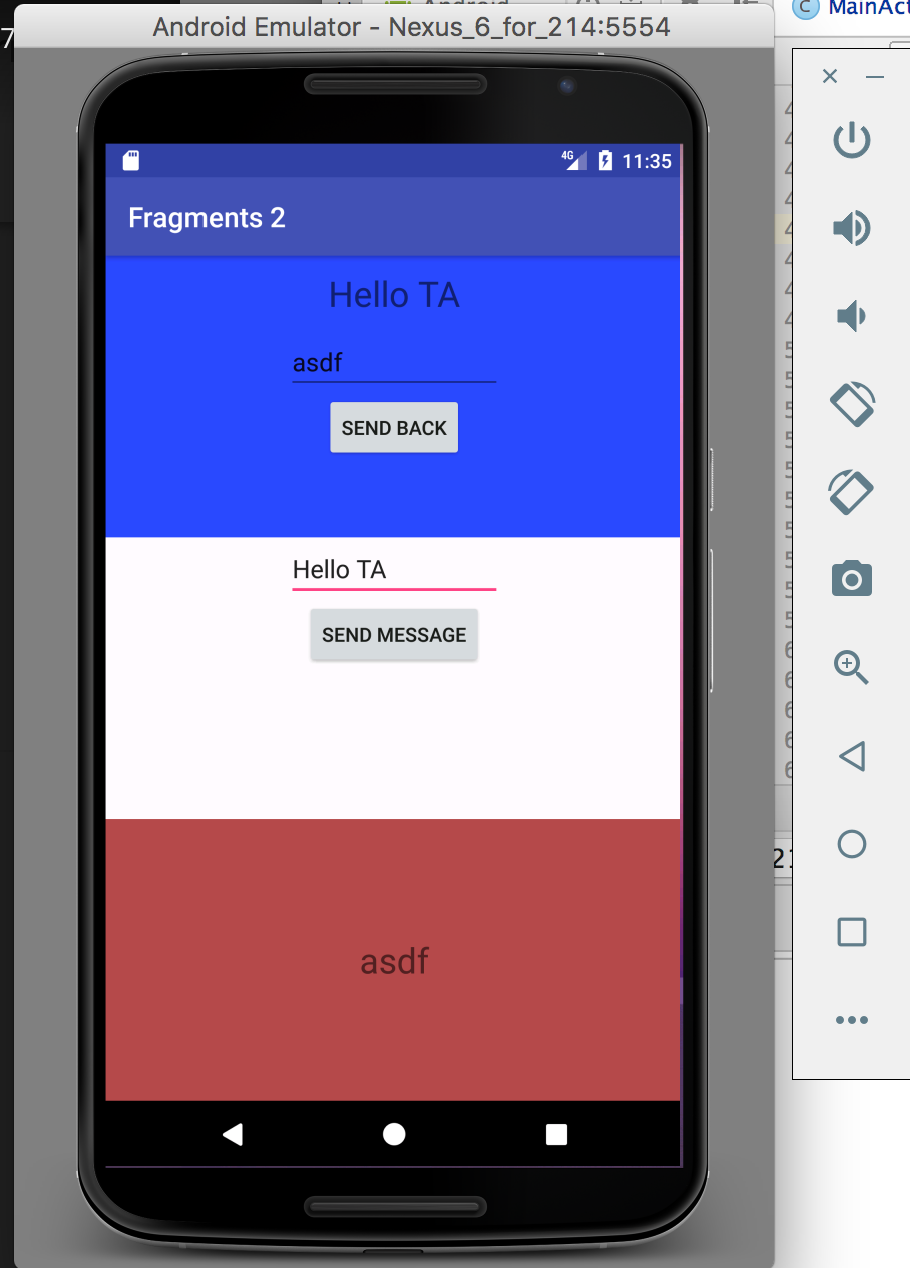 Android Emulator - Nexus_6_for_214:5554
MainAct
4G 11:35
Fragments 2
Hello TA
asdf
SEND BACK
Hello TA
SEND MESSAGE
asdf